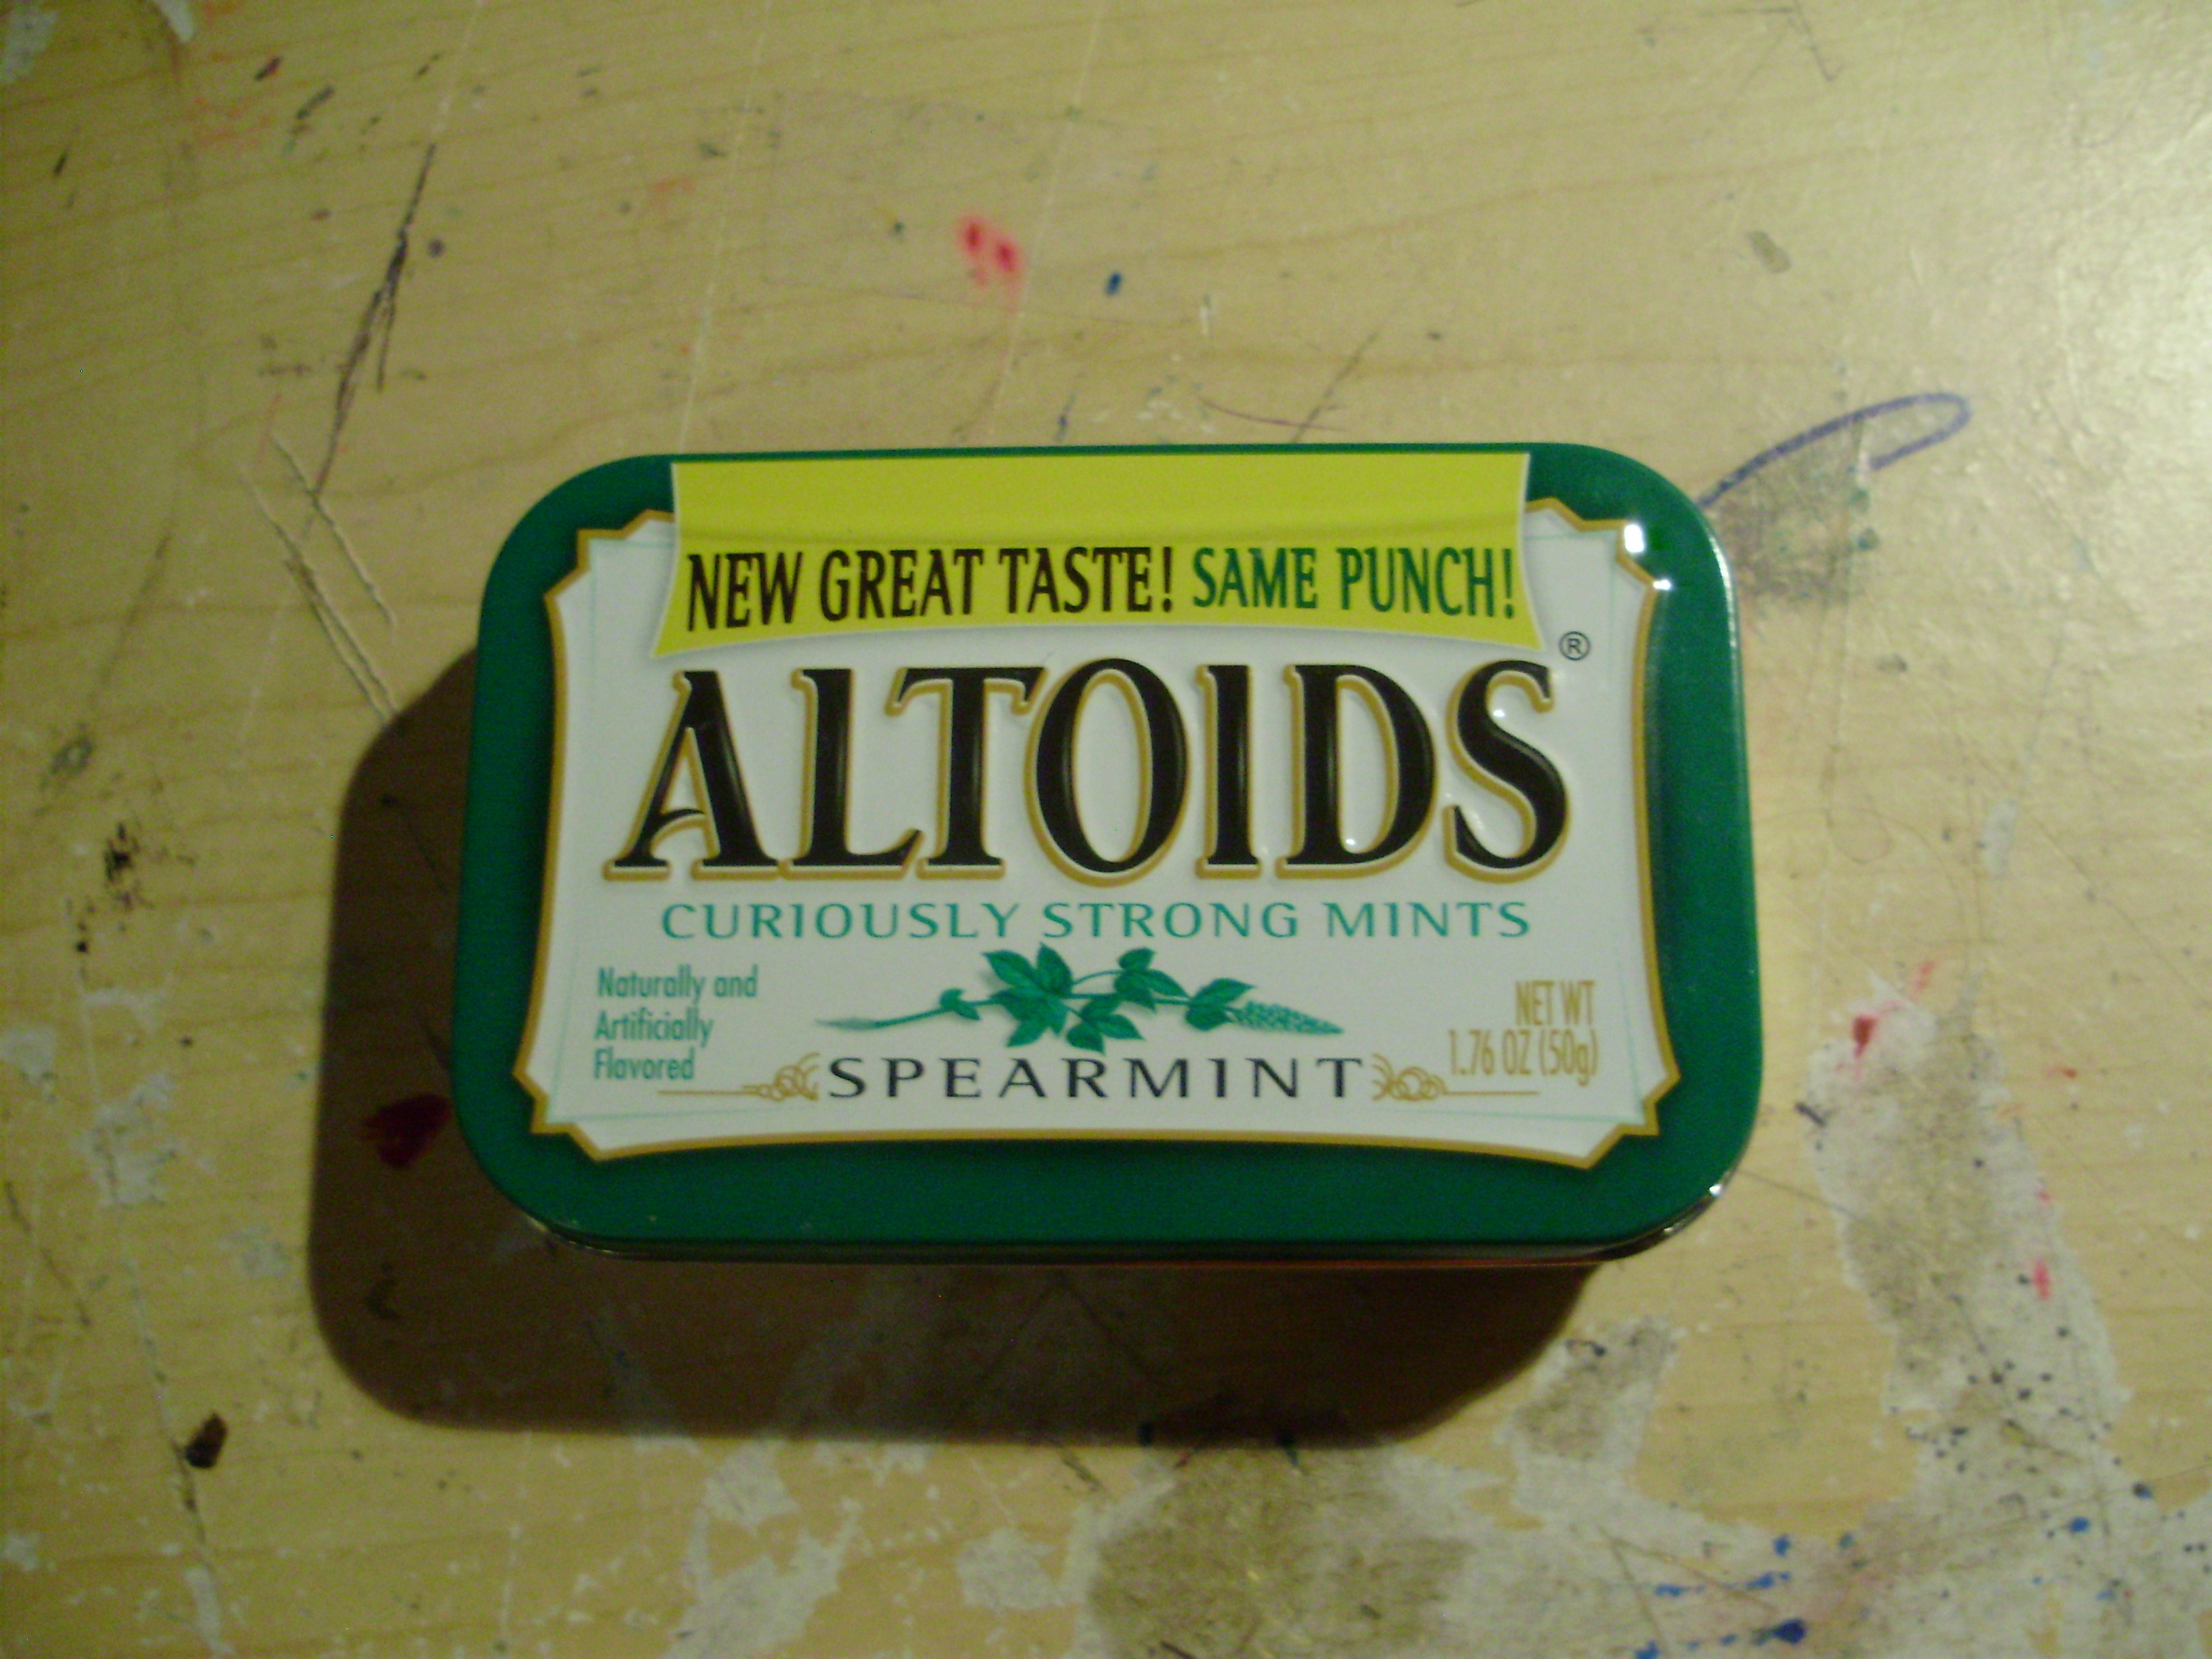 NEW GREAT TASTE! SAME PUNCH!
ALTOIDS®
CURIOUSLY STRONG MINTS
Naturally and
Artificially
Flavored
SPEARMINT
NET WT
1.76 OZ (50g)